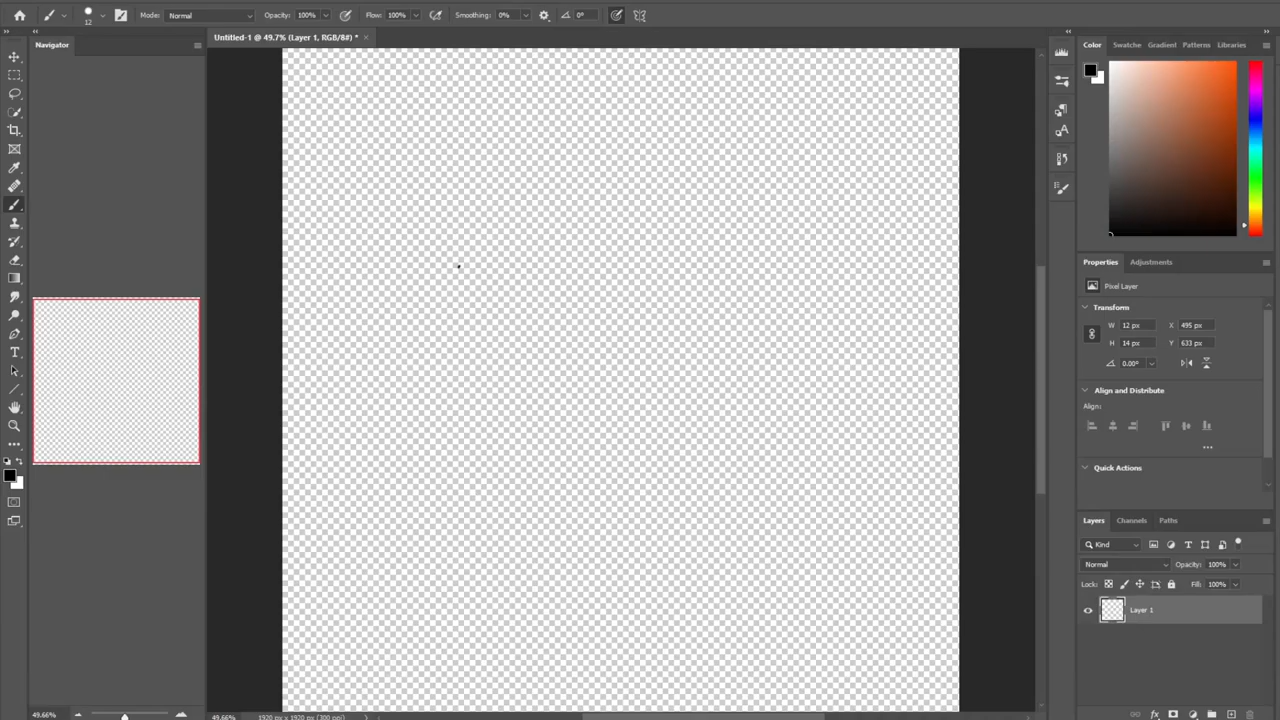 12 Mode: Normal Opacity: 100% Flow: 100% Smoothing: 0% 0°
Navigator
Untitled-1 @ 49.7% (Layer 1, RGB/8#) * ×
Color Swatche Gradient Patterns Libraries
Properties Adjustments
Pixel Layer
Transform
W 12 px X 495 px
H 14 px Y 633 px
0.00°
Align and Distribute
Align:
Quick Actions
Layers Channels Paths
Kind
Normal Opacity: 100%
Lock: Fill: 100%
Layer 1
49.66% 49.66% 1920 px x 1920 px (300 ppi)